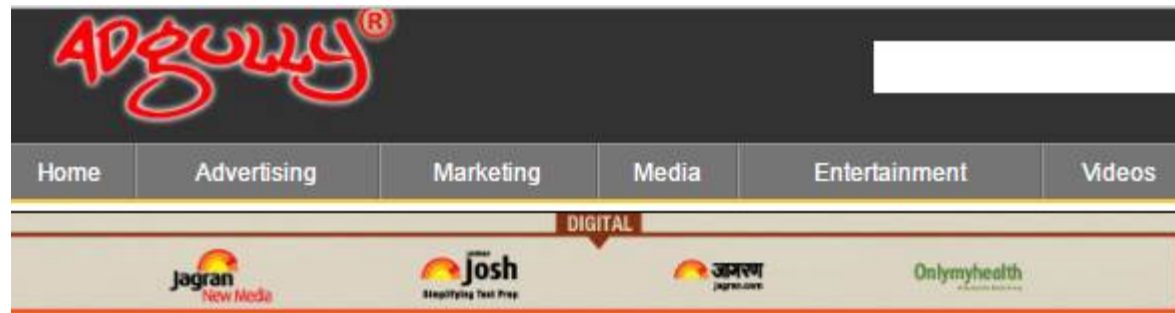 ADGULLY®
Home Advertising Marketing Media Entertainment Videos
DIGITAL
Jagran
New Media
Josh
Simplifying Test Prep
जागरण
jagran.com
Onlymyhealth